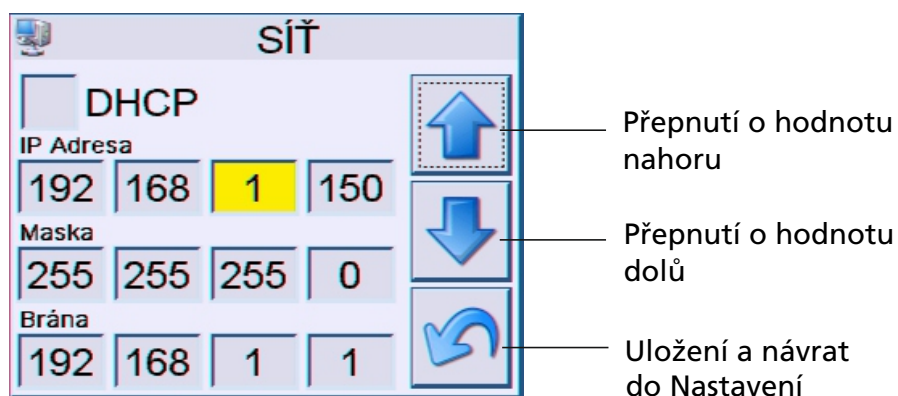 SÍŤ
DHCP
IP Adresa
192 168 1 150
Maska
255 255 255 0
Brána
192 168 1 1
Přepnutí o hodnotu
nahoru
Přepnutí o hodnotu
dolů
Uložení a návrat
do Nastavení